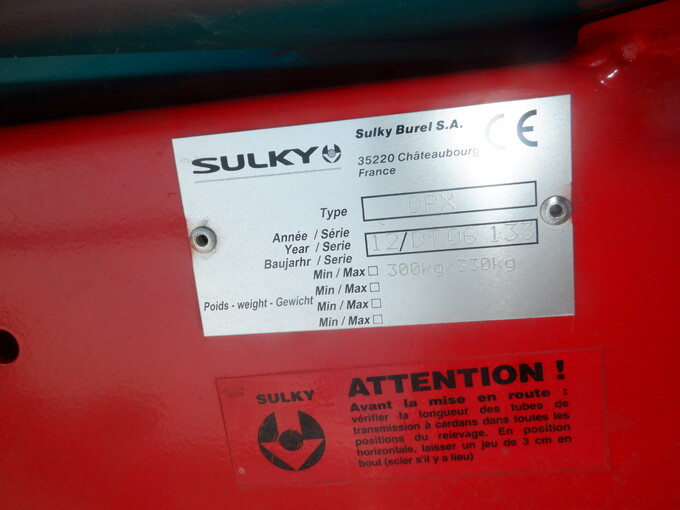 SULKY
Sulky Burel S.A.
35220 Châteaubourg
France
CE
Type DPX
Année / Série
Year / Serie 12/DT 06 133
Baujarhr / Serie
Min / Max 300kg/330kg
Min / Max
Poids - weight - Gewicht Min / Max
Min / Max
SULKY
ATTENTION !
Avant la mise en route :
vérifier la longueur des tubes de
transmission à cardans dans toutes les
positions du relevage. En position
horizontale, laisser un jeu de 3 cm en
bout (scier s'il y a lieu)